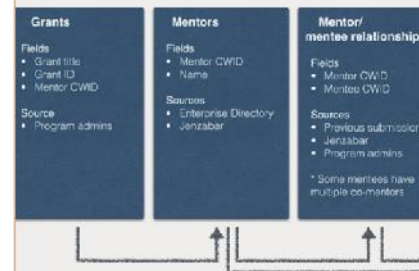 Grants
Fields
• Grant title
• Grant ID
• Mentor CWID
Source
• Program admins
Mentors
Fields
• Mentor CWID
• Name
Sources
• Enterprise Directory
• Jenzabar
Mentor/
mentee relationship
Fields
• Mentor CWID
• Mentee CWID
Sources
• Previous submission
• Jenzabar
• Program admins
* Some mentees have
multiple co-mentors